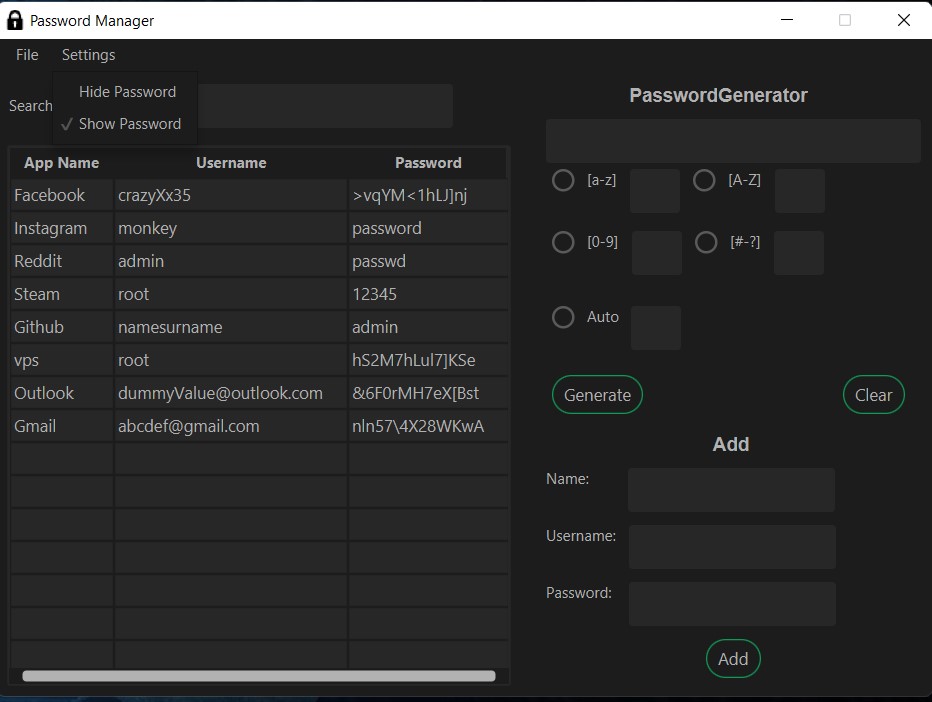 Password Manager
File Settings
Hide Password
Search
Show Password
App Name Username Password
Facebook crazyXx35 >vqYM<1hLJ]nj
Instagram monkey password
Reddit admin passwd
Steam root 12345
Github namesurname admin
vps root hS2M7hLul7]KSe
Outlook dummyValue@outlook.com &6F0rMH7eX[Bst
Gmail abcdef@gmail.com nln57\4X28WKwA
PasswordGenerator
[a-z] [A-Z]
[0-9] [#-?]
Auto
Generate Clear
Add
Name:
Username:
Password:
Add